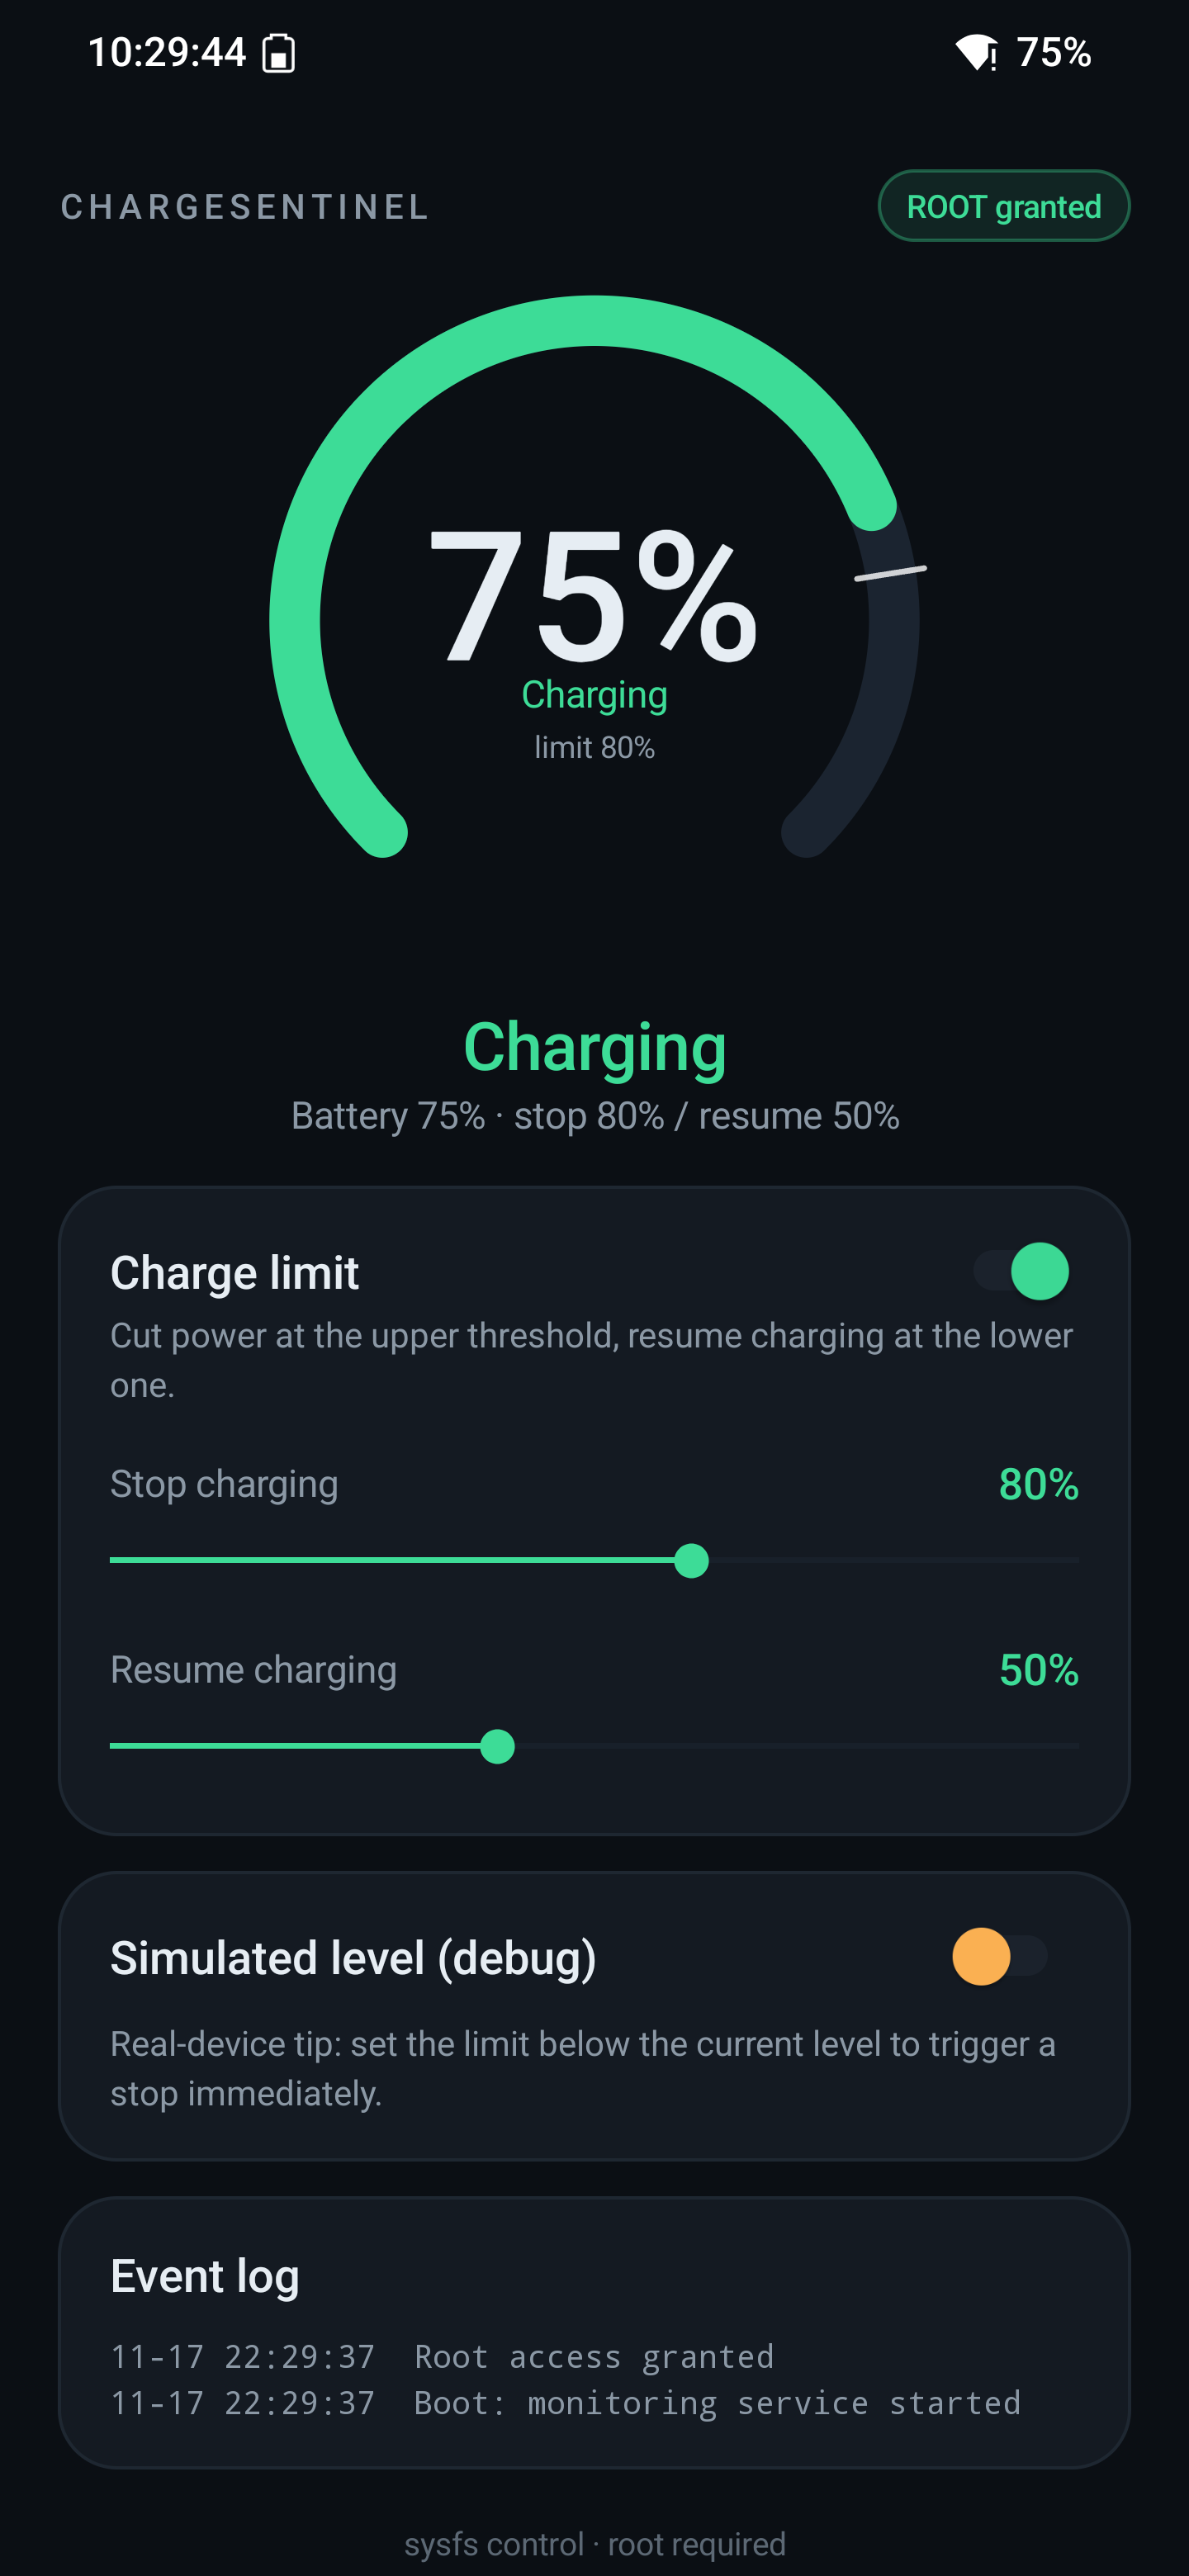 10:29:44
75%
CHARGESENTINEL
ROOT granted
75%
Charging
limit 80%
Charging
Battery 75% · stop 80% / resume 50%
Charge limit
Cut power at the upper threshold, resume charging at the lower
one.
Stop charging
80%
Resume charging
50%
Simulated level (debug)
Real-device tip: set the limit below the current level to trigger a
stop immediately.
Event log
11-17 22:29:37  Root access granted
11-17 22:29:37  Boot: monitoring service started
sysfs control · root required